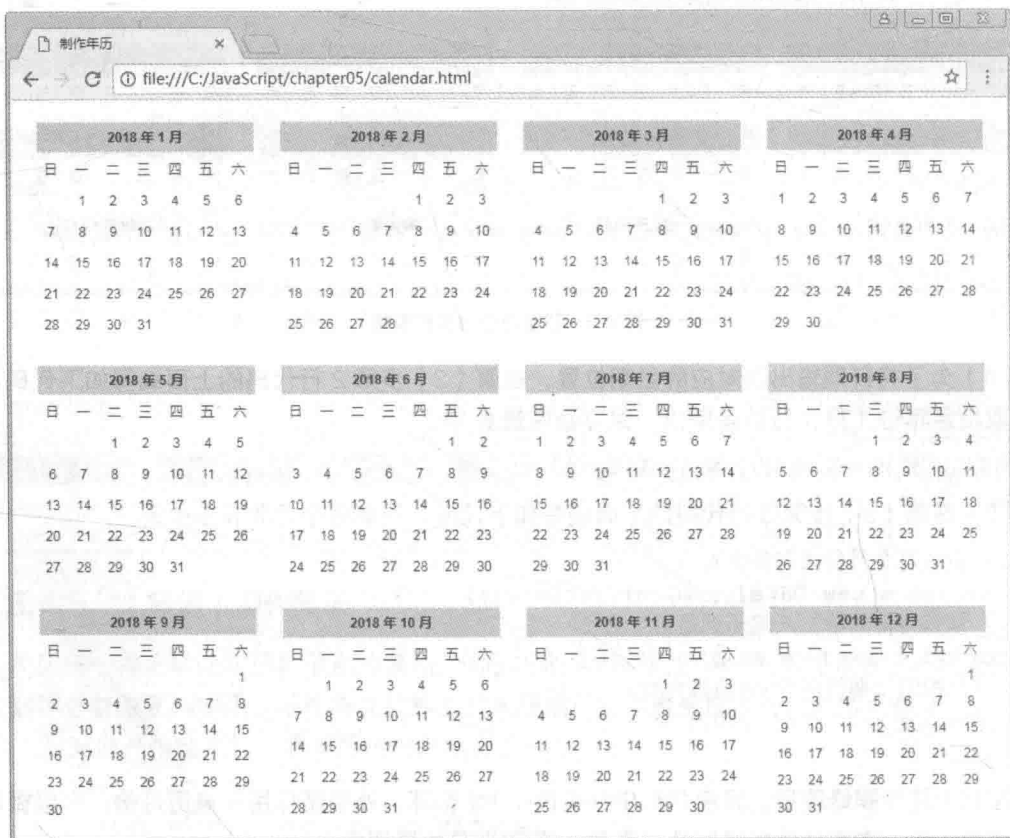 制作年历
file:///C:/JavaScript/chapter05/calendar.html
2018 年 1 月 2018 年 2 月 2018 年 3 月 2018 年 4 月
日 一 二 三 四 五 六 日 一 二 三 四 五 六 日 一 二 三 四 五 六 日 一 二 三 四 五 六
1 2 3 4 5 6 1 2 3 1 2 3 1 2 3 4 5 6 7
7 8 9 10 11 12 13 4 5 6 7 8 9 10 4 5 6 7 8 9 10 8 9 10 11 12 13 14
14 15 16 17 18 19 20 11 12 13 14 15 16 17 11 12 13 14 15 16 17 15 16 17 18 19 20 21
21 22 23 24 25 26 27 18 19 20 21 22 23 24 18 19 20 21 22 23 24 22 23 24 25 26 27 28
28 29 30 31 25 26 27 28 25 26 27 28 29 30 31 29 30
2018 年 5 月 2018 年 6 月 2018 年 7 月 2018 年 8 月
日 一 二 三 四 五 六 日 一 二 三 四 五 六 日 一 二 三 四 五 六 日 一 二 三 四 五 六
1 2 3 4 5 1 2 1 2 3 4 5 6 7 1 2 3 4
6 7 8 9 10 11 12 3 4 5 6 7 8 9 8 9 10 11 12 13 14 5 6 7 8 9 10 11
13 14 15 16 17 18 19 10 11 12 13 14 15 16 15 16 17 18 19 20 21 12 13 14 15 16 17 18
20 21 22 23 24 25 26 17 18 19 20 21 22 23 22 23 24 25 26 27 28 19 20 21 22 23 24 25
27 28 29 30 31 24 25 26 27 28 29 30 29 30 31 26 27 28 29 30 31
2018 年 9 月 2018 年 10 月 2018 年 11 月 2018 年 12 月
日 一 二 三 四 五 六 日 一 二 三 四 五 六 日 一 二 三 四 五 六 日 一 二 三 四 五 六
1 1 2 3 4 5 6 1 2 3 1
2 3 4 5 6 7 8 7 8 9 10 11 12 13 4 5 6 7 8 9 10 2 3 4 5 6 7 8
9 10 11 12 13 14 15 14 15 16 17 18 19 20 11 12 13 14 15 16 17 9 10 11 12 13 14 15
16 17 18 19 20 21 22 21 22 23 24 25 26 27 18 19 20 21 22 23 24 16 17 18 19 20 21 22
23 24 25 26 27 28 29 28 29 30 31 25 26 27 28 29 30 23 24 25 26 27 28 29
30 30 31